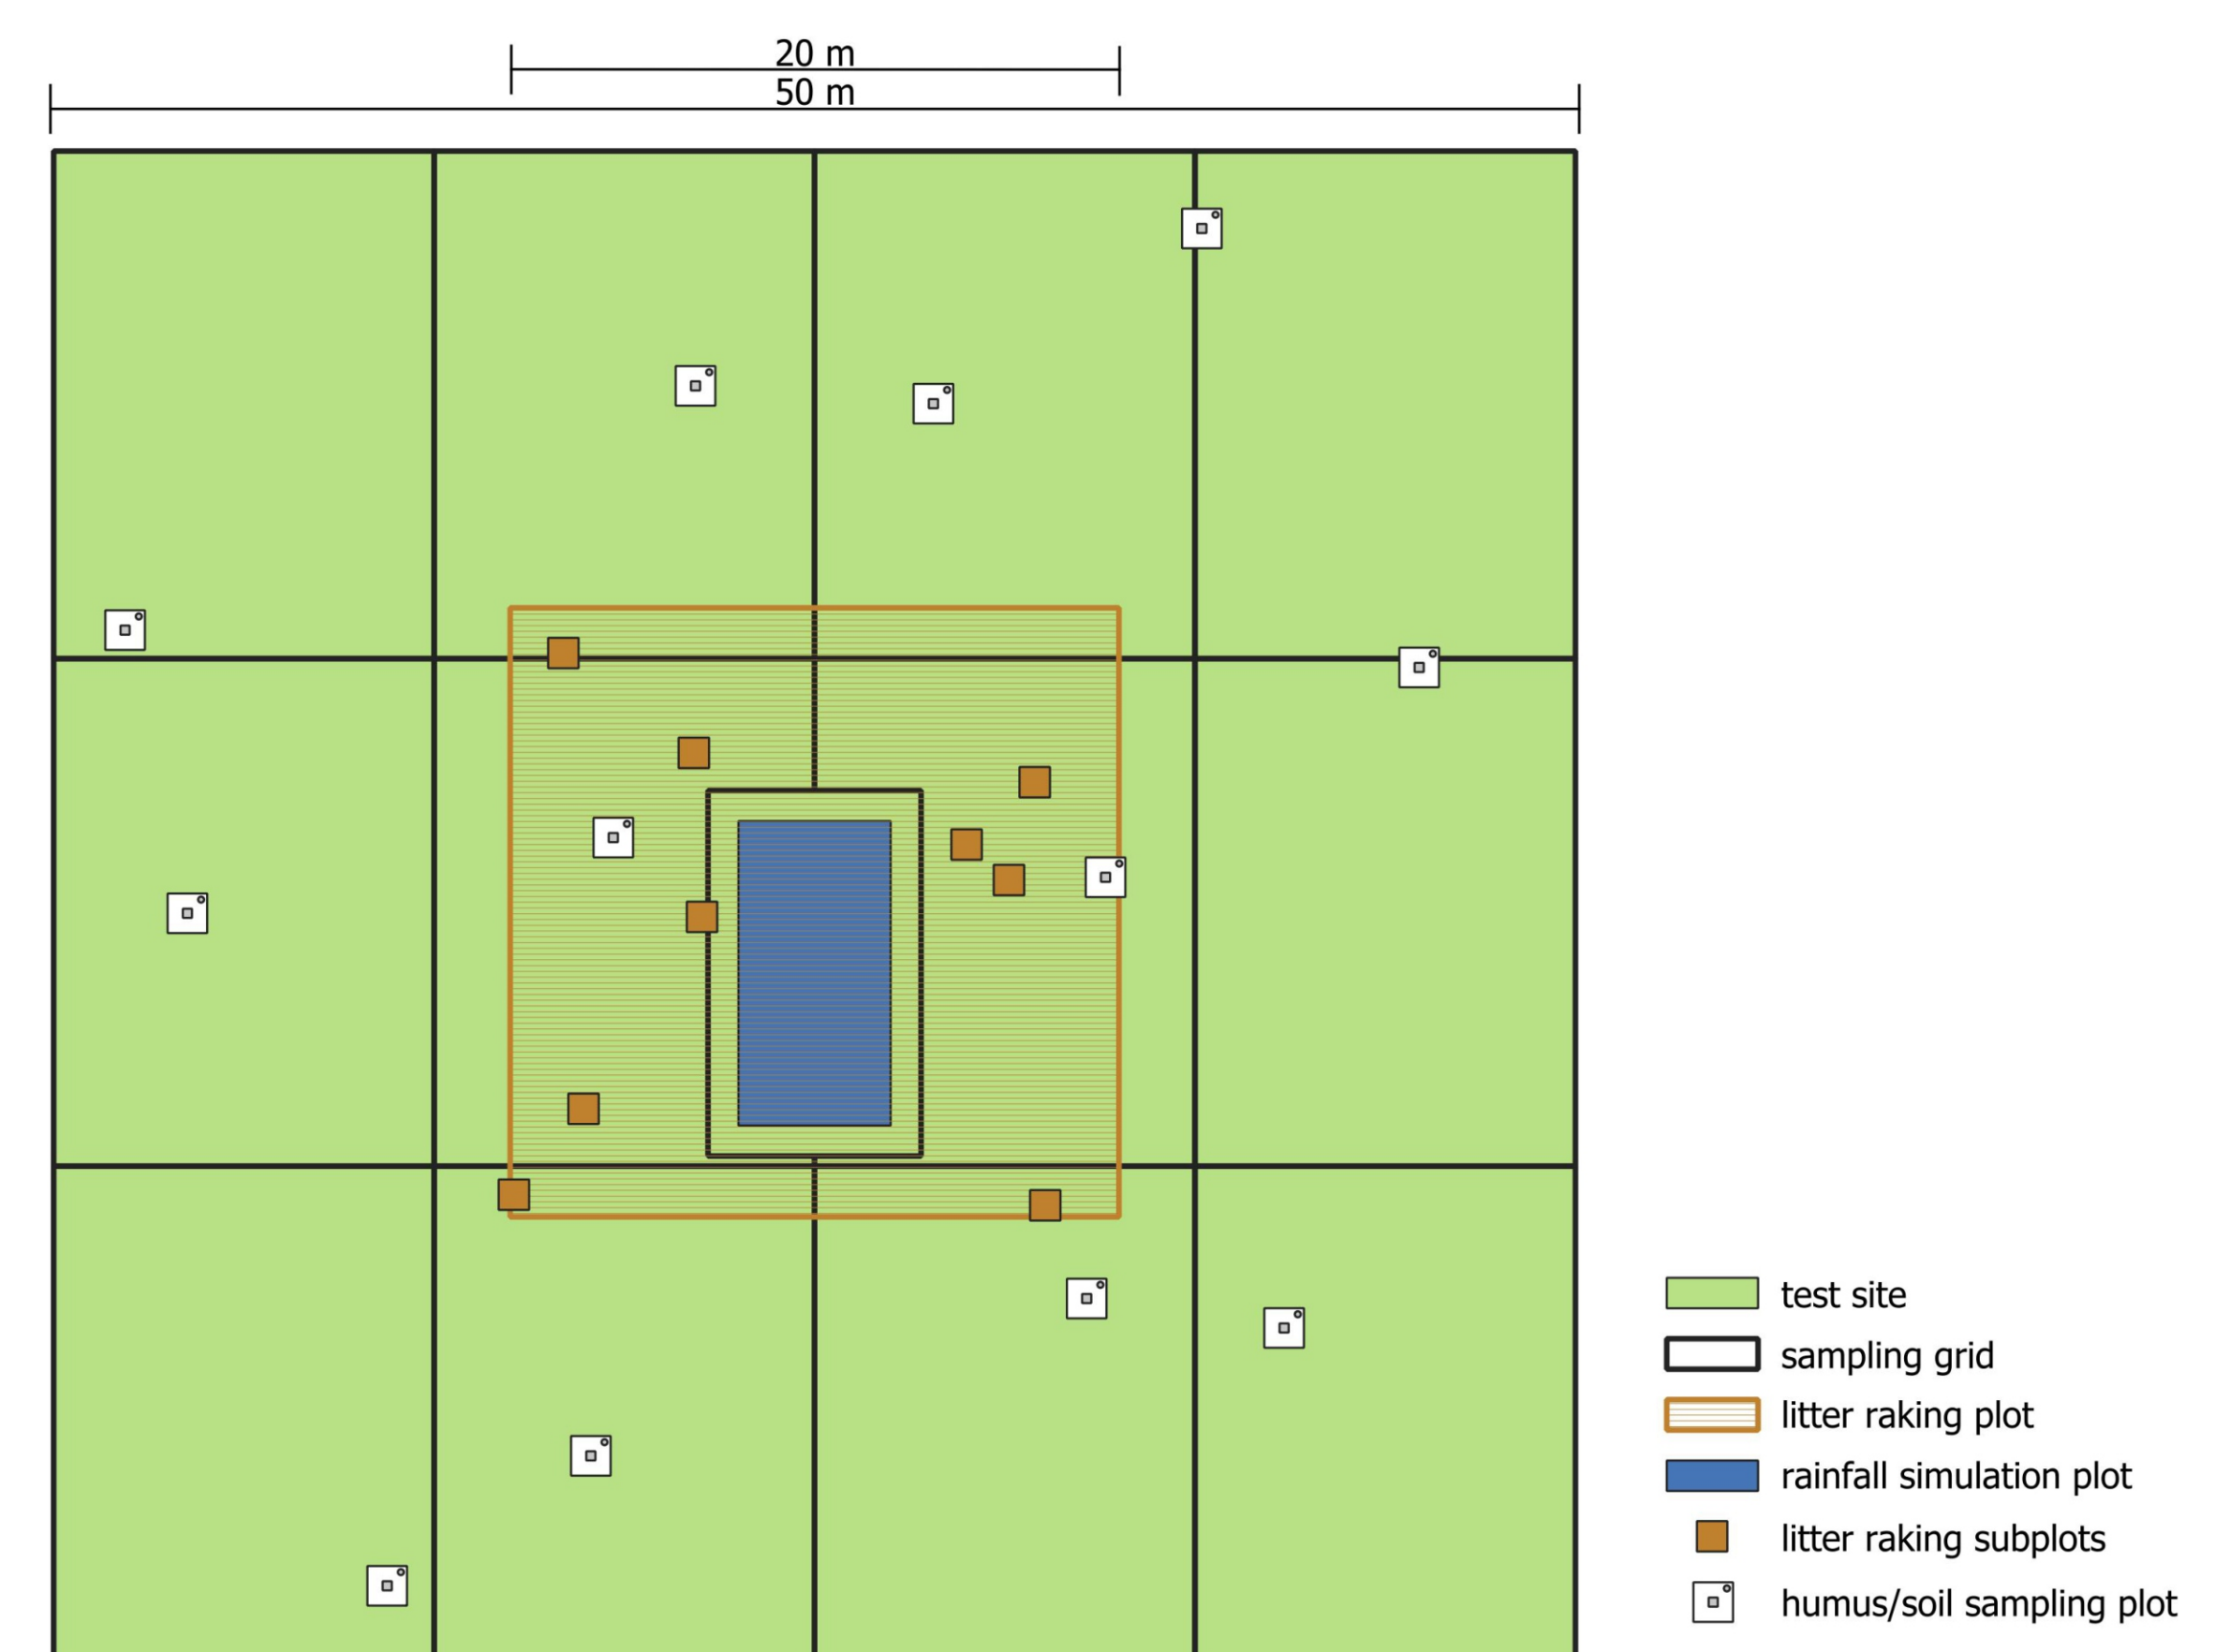 20 m
50 m
test site
sampling grid
litter raking plot
rainfall simulation plot
litter raking subplots
humus/soil sampling plot